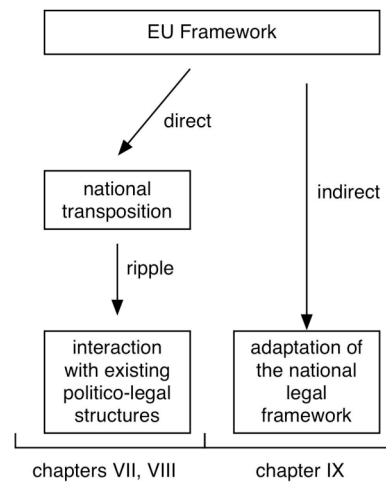 EU Framework
direct
national
transposition
indirect
ripple
interaction
with existing
politico-legal
structures
adaptation of
the national
legal
framework
chapters VII, VIII
chapter IX